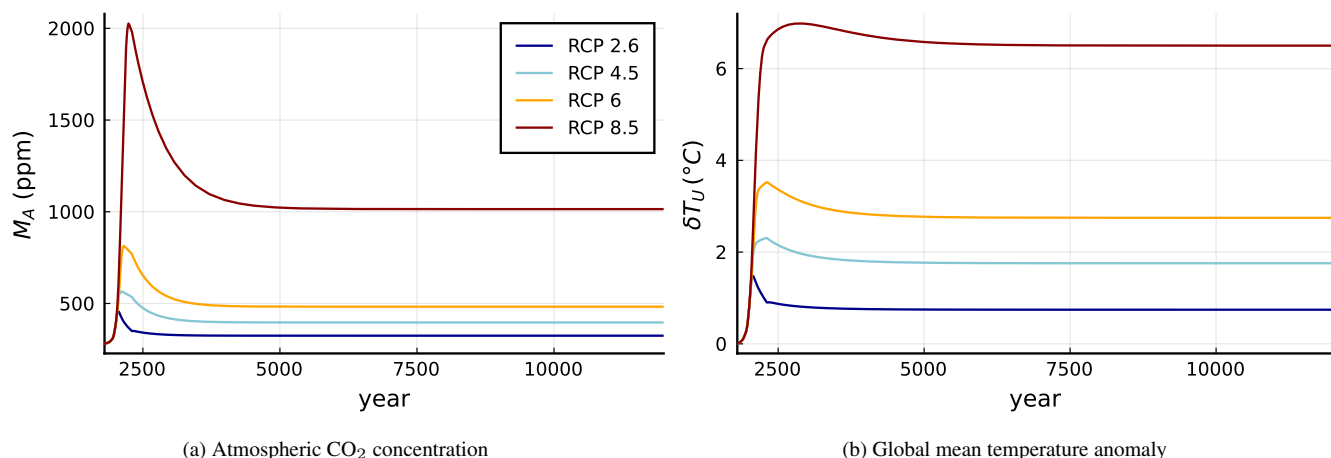 2000
1500
1000
500
M_A (ppm)
2500 5000 7500 10000
year
RCP 2.6
RCP 4.5
RCP 6
RCP 8.5
(a) Atmospheric CO₂ concentration
6
4
2
0
δT_U (°C)
2500 5000 7500 10000
year
(b) Global mean temperature anomaly